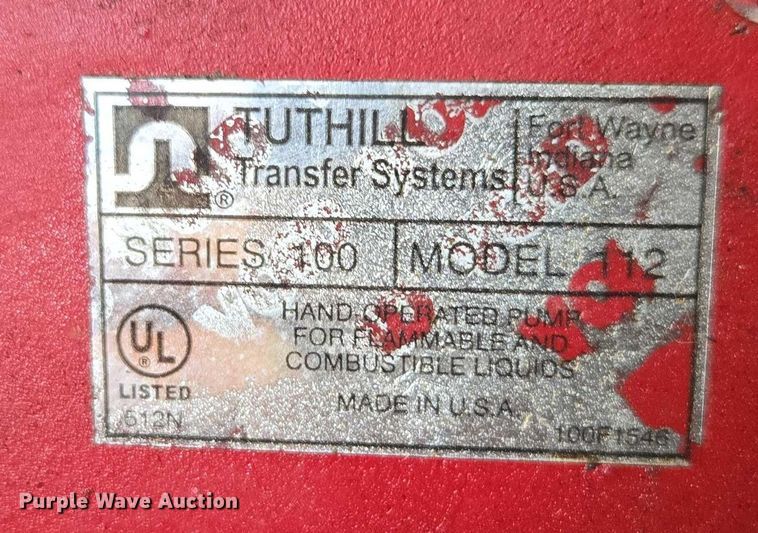 TUTHILL
Transfer Systems
Fort Wayne
Indiana
U.S.A.
®
SERIES 100 MODEL 112
UL
®
LISTED
512N
HAND OPERATED PUMP
FOR FLAMMABLE AND
COMBUSTIBLE LIQUIDS
MADE IN U.S.A.
100F1546
Purple Wave Auction